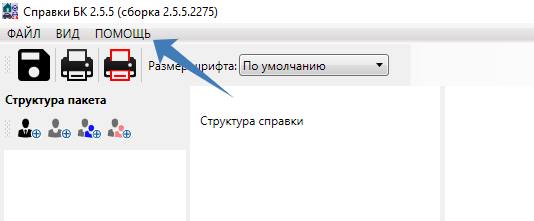 Справки БК 2.5.5 (сборка 2.5.5.2275)
ФАЙЛ ВИД ПОМОЩЬ
Размер шрифта: По умолчанию
Структура пакета
Структура справки